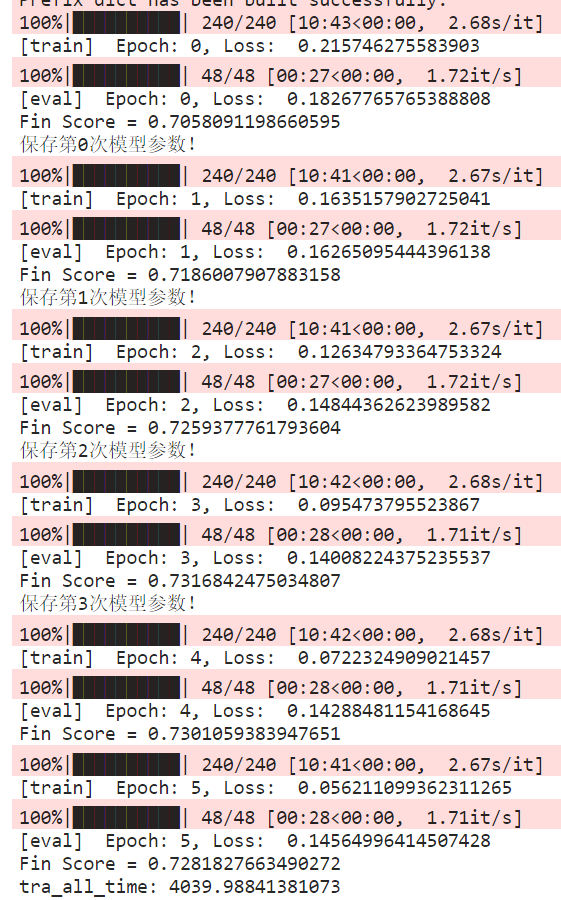 Prefix dict has been built successfully.
100%|██████████| 240/240 [10:43<00:00,  2.68s/it]
[train]  Epoch: 0, Loss:  0.215746275583903
100%|██████████| 48/48 [00:27<00:00,  1.72it/s]
[eval]  Epoch: 0, Loss:  0.18267765765388808
Fin Score = 0.7058091198660595
保存第0次模型参数!
100%|██████████| 240/240 [10:41<00:00,  2.67s/it]
[train]  Epoch: 1, Loss:  0.1635157902725041
100%|██████████| 48/48 [00:27<00:00,  1.72it/s]
[eval]  Epoch: 1, Loss:  0.16265095444396138
Fin Score = 0.7186007907883158
保存第1次模型参数!
100%|██████████| 240/240 [10:41<00:00,  2.67s/it]
[train]  Epoch: 2, Loss:  0.12634793364753324
100%|██████████| 48/48 [00:27<00:00,  1.72it/s]
[eval]  Epoch: 2, Loss:  0.14844362623989582
Fin Score = 0.7259377761793604
保存第2次模型参数!
100%|██████████| 240/240 [10:42<00:00,  2.68s/it]
[train]  Epoch: 3, Loss:  0.095473795523867
100%|██████████| 48/48 [00:28<00:00,  1.71it/s]
[eval]  Epoch: 3, Loss:  0.14008224375235537
Fin Score = 0.7316842475034807
保存第3次模型参数!
100%|██████████| 240/240 [10:42<00:00,  2.68s/it]
[train]  Epoch: 4, Loss:  0.0722324909021457
100%|██████████| 48/48 [00:28<00:00,  1.71it/s]
[eval]  Epoch: 4, Loss:  0.14288481154168645
Fin Score = 0.7301059383947651
100%|██████████| 240/240 [10:41<00:00,  2.67s/it]
[train]  Epoch: 5, Loss:  0.056211099362311265
100%|██████████| 48/48 [00:28<00:00,  1.71it/s]
[eval]  Epoch: 5, Loss:  0.14564996414507428
Fin Score = 0.7281827663490272
tra_all_time: 4039.98841381073